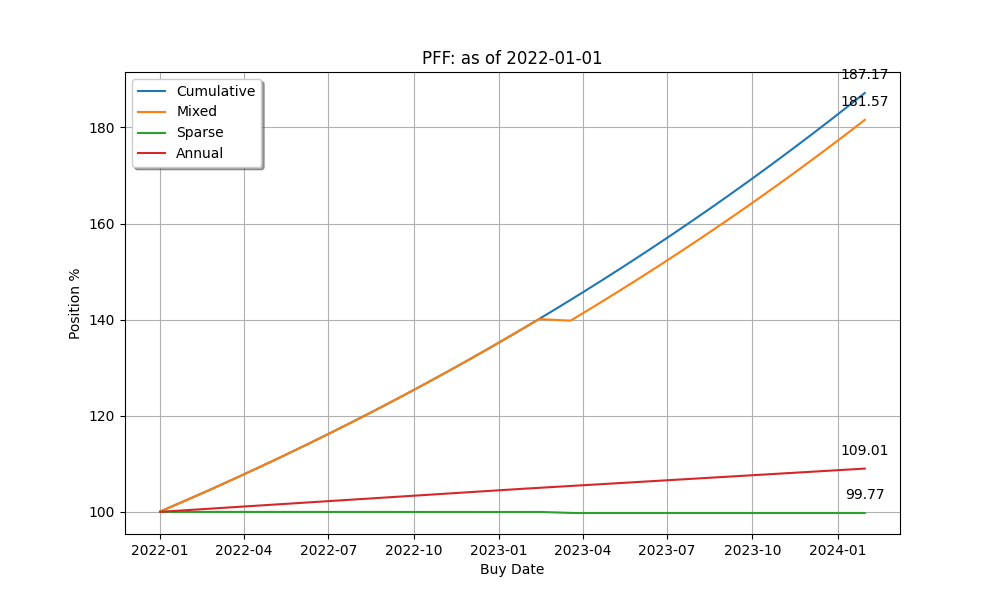 PFF: as of 2022-01-01
187.17
181.57
Cumulative
Mixed
Sparse
Annual
180
160
140
120
100
109.01
99.77
Position %
2022-01 2022-04 2022-07 2022-10 2023-01 2023-04 2023-07 2023-10 2024-01
Buy Date